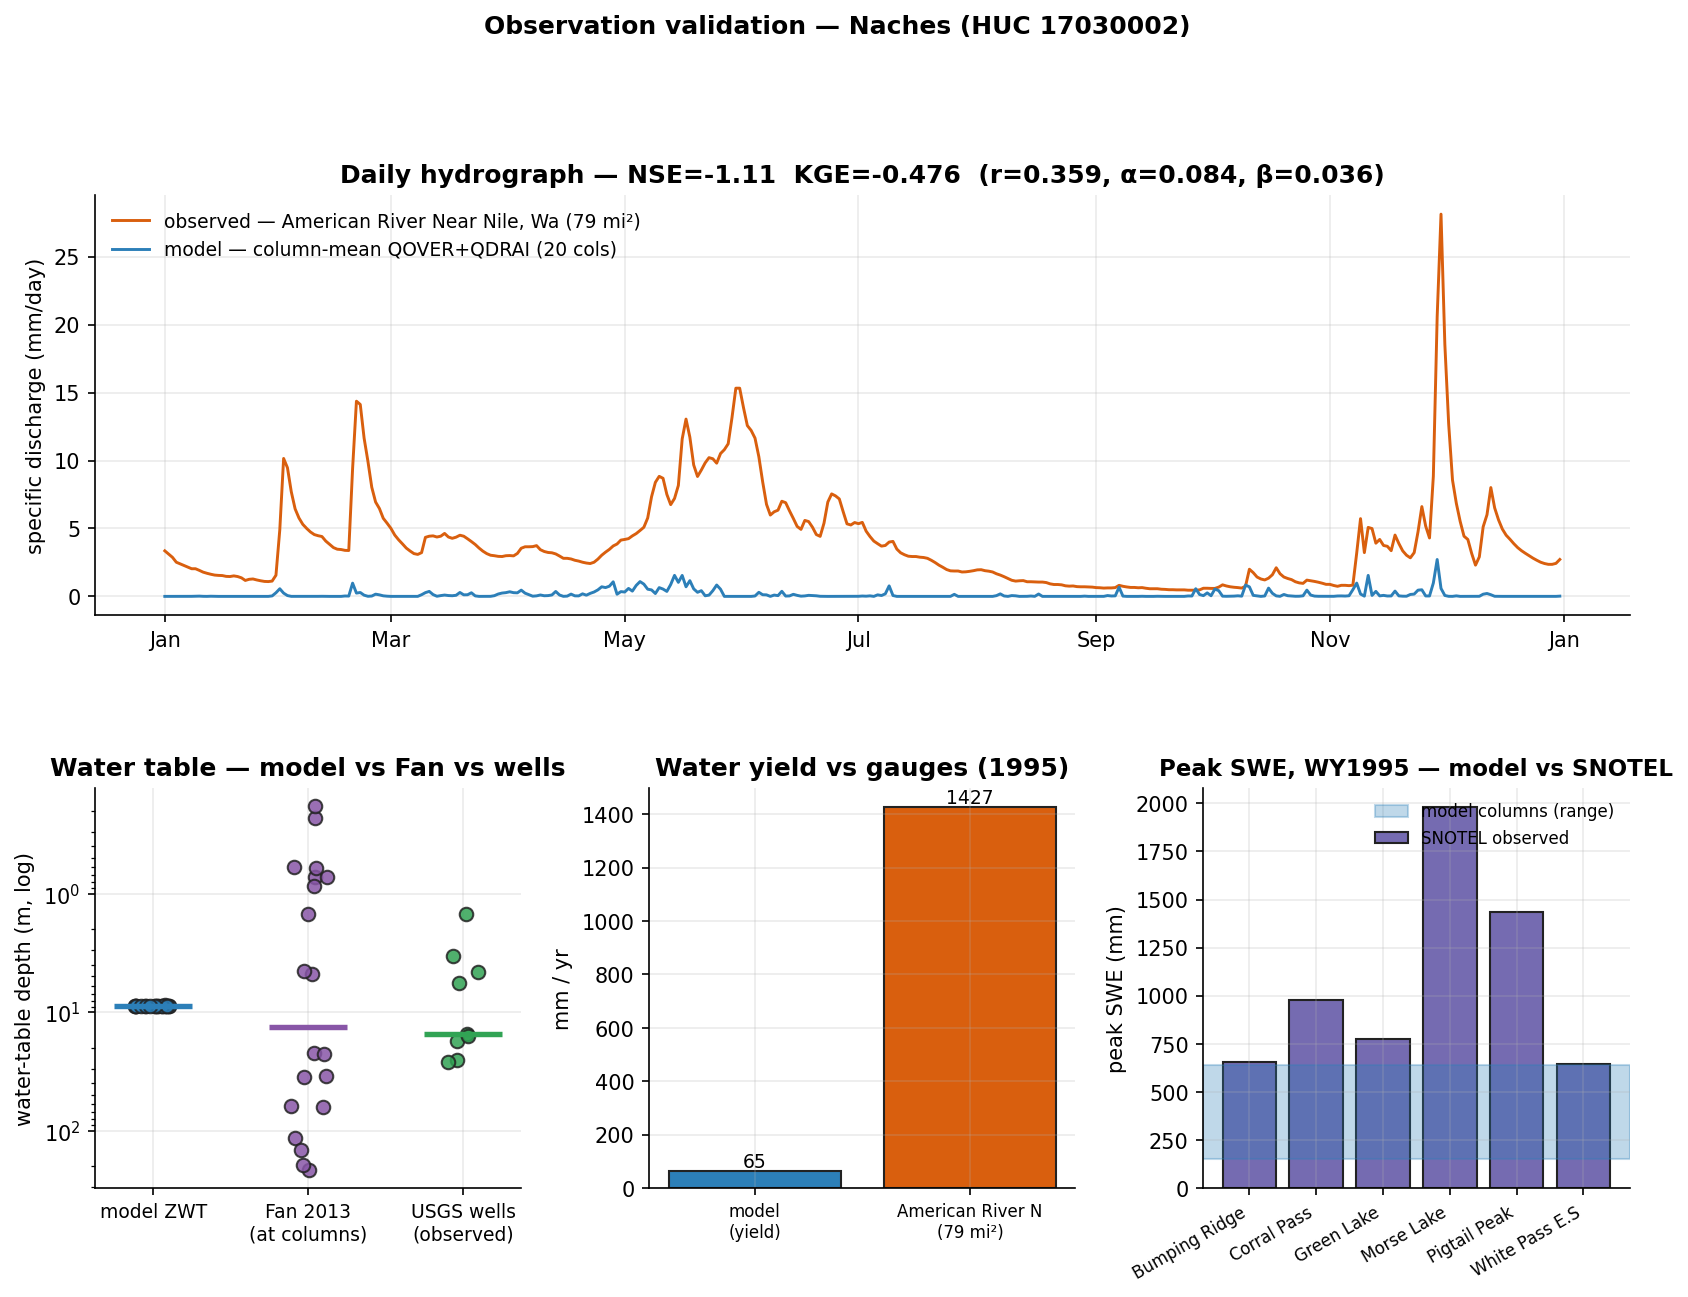 Observation validation — Naches (HUC 17030002)
Daily hydrograph — NSE=-1.11  KGE=-0.476  (r=0.359, α=0.084, β=0.036)
observed — American River Near Nile, Wa (79 mi²)
model — column-mean QOVER+QDRAI (20 cols)
specific discharge (mm/day)
25
20
15
10
5
0
Jan Mar May Jul Sep Nov Jan
Water table — model vs Fan vs wells
water-table depth (m, log)
10⁰
10¹
10²
model ZWT
Fan 2013
(at columns)
USGS wells
(observed)
Water yield vs gauges (1995)
mm / yr
1400
1200
1000
800
600
400
200
0
65
1427
model
(yield)
American River N
(79 mi²)
Peak SWE, WY1995 — model vs SNOTEL
peak SWE (mm)
2000
1750
1500
1250
1000
750
500
250
0
model columns (range)
SNOTEL observed
Bumping Ridge
Corral Pass
Green Lake
Morse Lake
Pigtail Peak
White Pass E.S